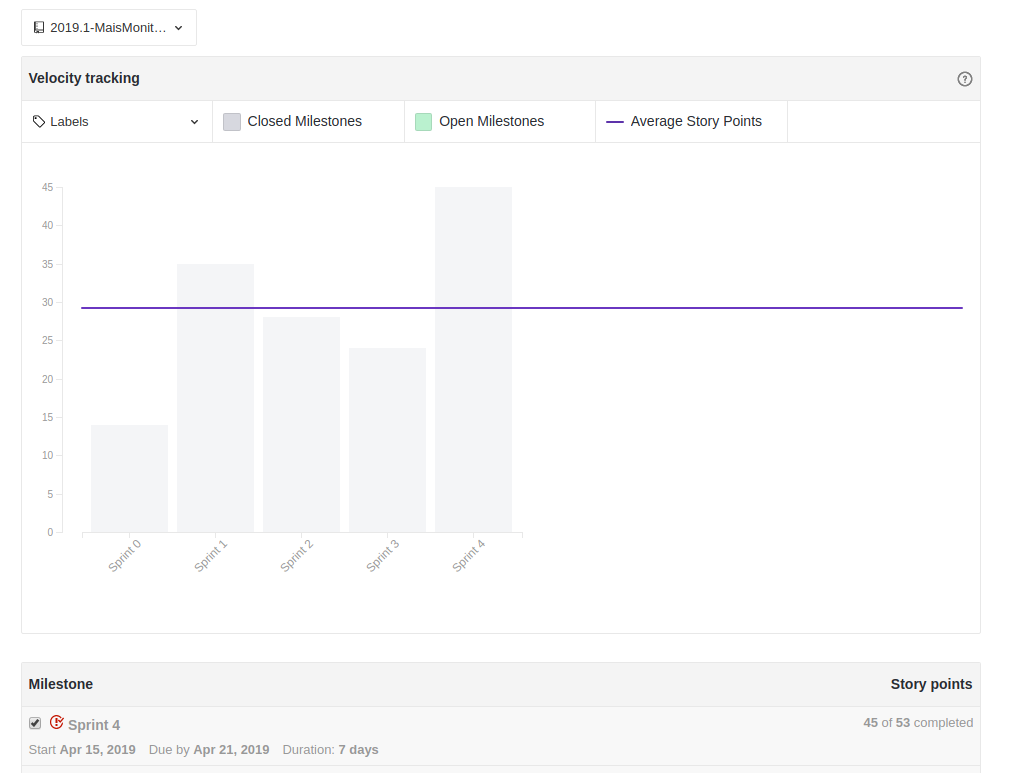 2019.1-MaisMonit...
Velocity tracking
Labels
Closed Milestones
Open Milestones
Average Story Points
45
40
35
30
25
20
15
10
5
0
Sprint 0
Sprint 1
Sprint 2
Sprint 3
Sprint 4
Milestone
Story points
Sprint 4
45 of 53 completed
Start Apr 15, 2019 Due by Apr 21, 2019 Duration: 7 days